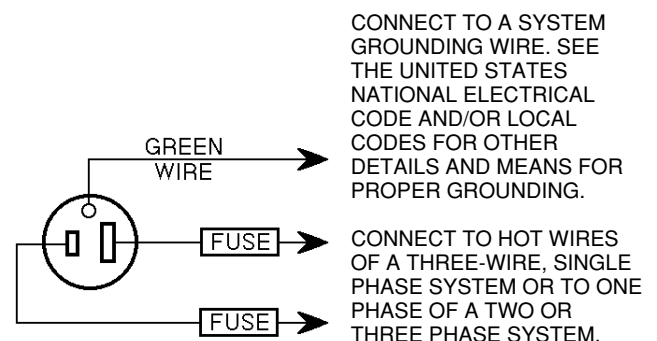 CONNECT TO A SYSTEM
GROUNDING WIRE. SEE
THE UNITED STATES
NATIONAL ELECTRICAL
CODE AND/OR LOCAL
CODES FOR OTHER
DETAILS AND MEANS FOR
PROPER GROUNDING.
GREEN
WIRE
FUSE
CONNECT TO HOT WIRES
OF A THREE-WIRE, SINGLE
PHASE SYSTEM OR TO ONE
PHASE OF A TWO OR
THREE PHASE SYSTEM.
FUSE